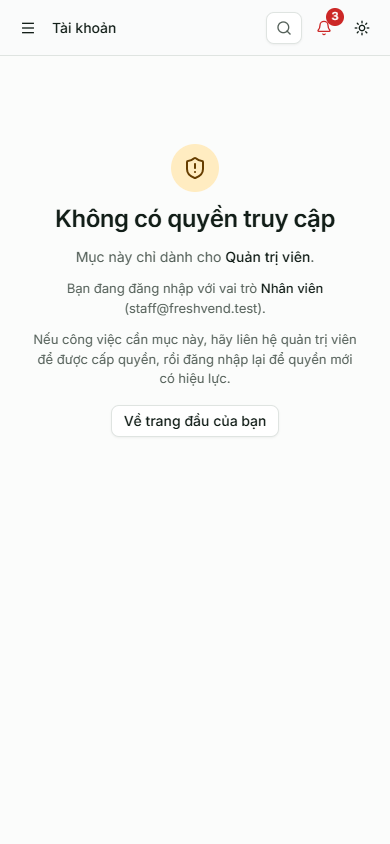 Tài khoản
3
Không có quyền truy cập
Mục này chỉ dành cho Quản trị viên.
Bạn đang đăng nhập với vai trò Nhân viên
(staff@freshvend.test).
Nếu công việc cần mục này, hãy liên hệ quản trị viên
để được cấp quyền, rồi đăng nhập lại để quyền mới
có hiệu lực.
Về trang đầu của bạn